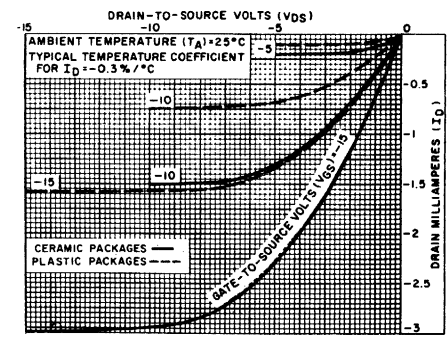 DRAIN-TO-SOURCE VOLTS (VDS)
-15 -10 -5 0
AMBIENT TEMPERATURE (TA)=25°C
TYPICAL TEMPERATURE COEFFICIENT
FOR ID=-0.3%/°C
-5
-10
-10
-15
GATE-TO-SOURCE VOLTS (VGS)=-15
CERAMIC PACKAGES
PLASTIC PACKAGES
-0.5
-1
-1.5
-2
-2.5
-3
DRAIN MILLIAMPERES (ID)